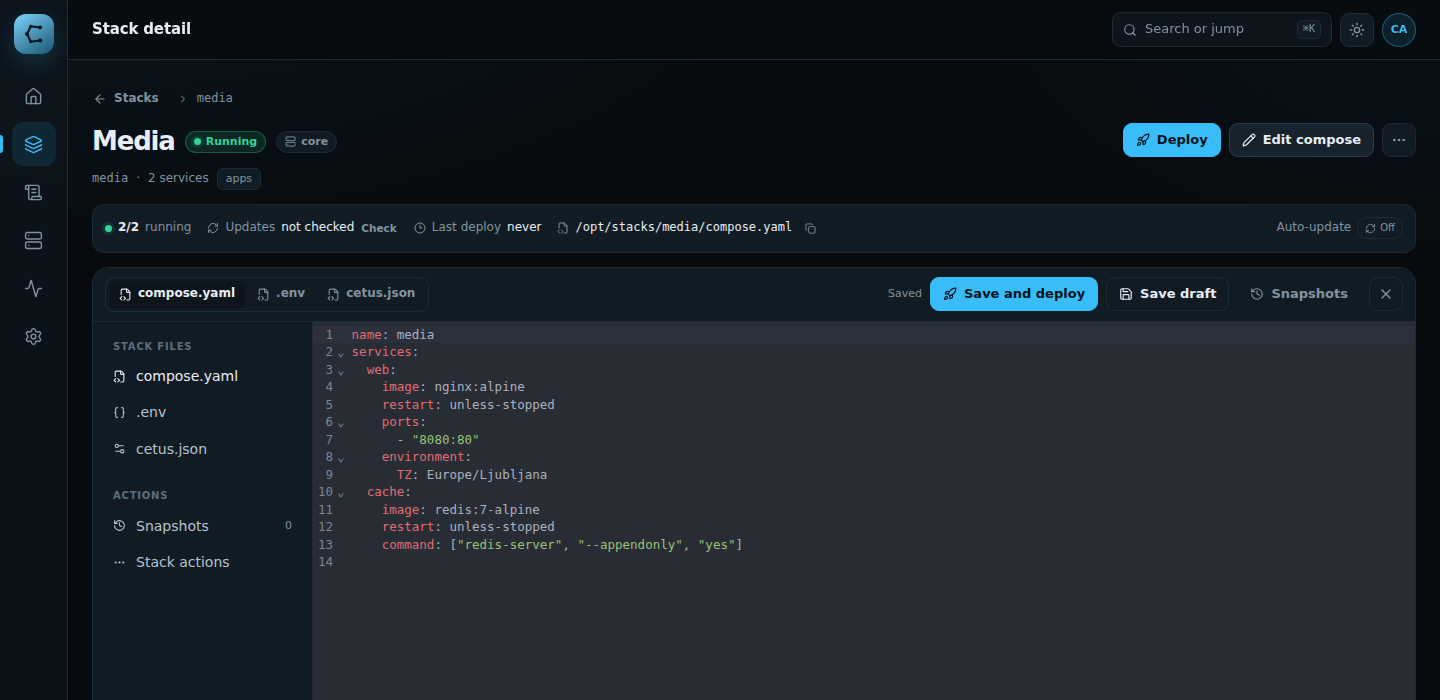 Stack detail
Search or jump ⌘K
CA
Stacks media
Media Running core
Deploy Edit compose
media · 2 services apps
2/2 running Updates not checked Check Last deploy never /opt/stacks/media/compose.yaml Auto-update Off
compose.yaml .env cetus.json Saved Save and deploy Save draft Snapshots
STACK FILES
compose.yaml
.env
cetus.json
ACTIONS
Snapshots 0
Stack actions
1 name: media
2 services:
3 web:
4 image: nginx:alpine
5 restart: unless-stopped
6 ports:
7 - "8080:80"
8 environment:
9 TZ: Europe/Ljubljana
10 cache:
11 image: redis:7-alpine
12 restart: unless-stopped
13 command: ["redis-server", "--appendonly", "yes"]
14